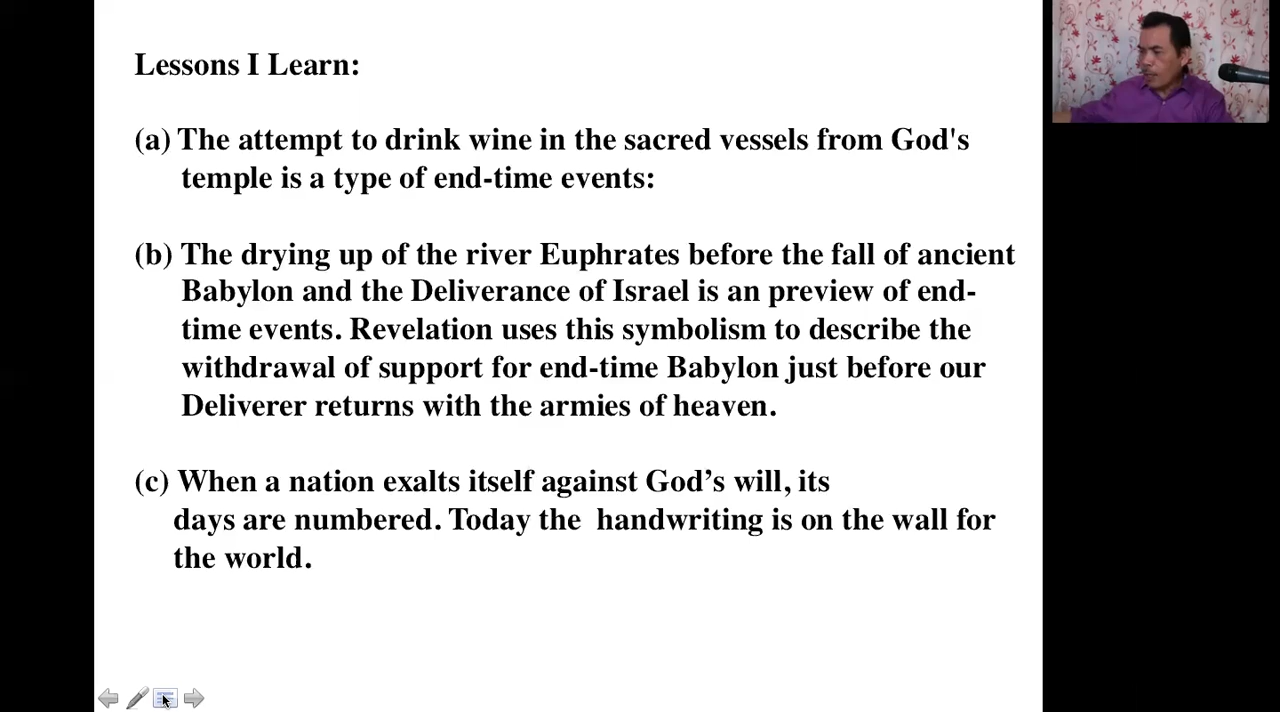 Lessons I Learn:
(a) The attempt to drink wine in the sacred vessels from God's
temple is a type of end-time events:
(b) The drying up of the river Euphrates before the fall of ancient
Babylon and the Deliverance of Israel is an preview of end-
time events. Revelation uses this symbolism to describe the
withdrawal of support for end-time Babylon just before our
Deliverer returns with the armies of heaven.
(c) When a nation exalts itself against God’s will, its
days are numbered. Today the  handwriting is on the wall for
the world.